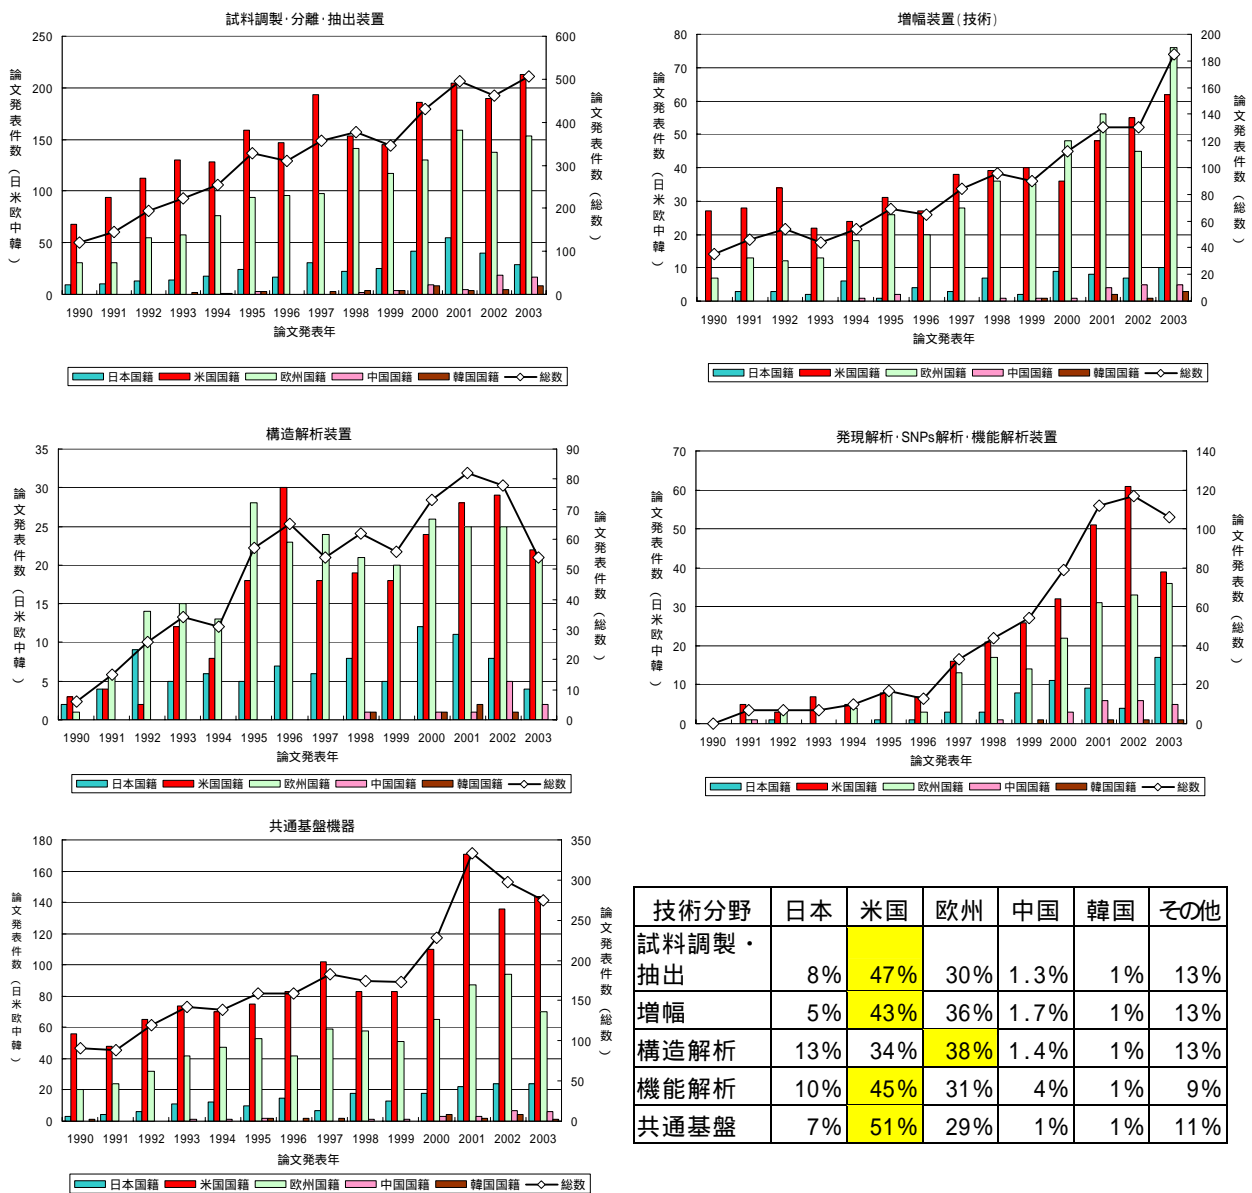 試料調製・分離・抽出装置
論文発表件数（日米欧中韓）
250
200
150
100
50
0
600
500
400
300
200
100
0
論文発表件数（総数）
1990 1991 1992 1993 1994 1995 1996 1997 1998 1999 2000 2001 2002 2003
論文発表年
日本国籍 米国国籍 欧州国籍 中国国籍 韓国国籍 総数
増幅装置(技術)
論文発表件数（日米欧中韓）
80
70
60
50
40
30
20
10
0
200
180
160
140
120
100
80
60
40
20
0
論文発表件数（総数）
1990 1991 1992 1993 1994 1995 1996 1997 1998 1999 2000 2001 2002 2003
論文発表年
日本国籍 米国国籍 欧州国籍 中国国籍 韓国国籍 総数
構造解析装置
論文発表件数（日米欧中韓）
35
30
25
20
15
10
5
0
90
80
70
60
50
40
30
20
10
0
論文発表件数（総数）
1990 1991 1992 1993 1994 1995 1996 1997 1998 1999 2000 2001 2002 2003
論文発表年
日本国籍 米国国籍 欧州国籍 中国国籍 韓国国籍 総数
発現解析・SNPs解析・機能解析装置
論文発表件数（日米欧中韓）
70
60
50
40
30
20
10
0
140
120
100
80
60
40
20
0
論文件発表数（総数）
1990 1991 1992 1993 1994 1995 1996 1997 1998 1999 2000 2001 2002 2003
論文発表年
日本国籍 米国国籍 欧州国籍 中国国籍 韓国国籍 総数
共通基盤機器
論文発表件数（日米欧中韓）
180
160
140
120
100
80
60
40
20
0
350
300
250
200
150
100
50
0
論文発表件数（総数）
1990 1991 1992 1993 1994 1995 1996 1997 1998 1999 2000 2001 2002 2003
論文発表年
日本国籍 米国国籍 欧州国籍 中国国籍 韓国国籍 総数
技術分野 日本 米国 欧州 中国 韓国 その他
試料調製・
抽出 8% 47% 30% 1.3% 1% 13%
増幅 5% 43% 36% 1.7% 1% 13%
構造解析 13% 34% 38% 1.4% 1% 13%
機能解析 10% 45% 31% 4% 1% 9%
共通基盤 7% 51% 29% 1% 1% 11%